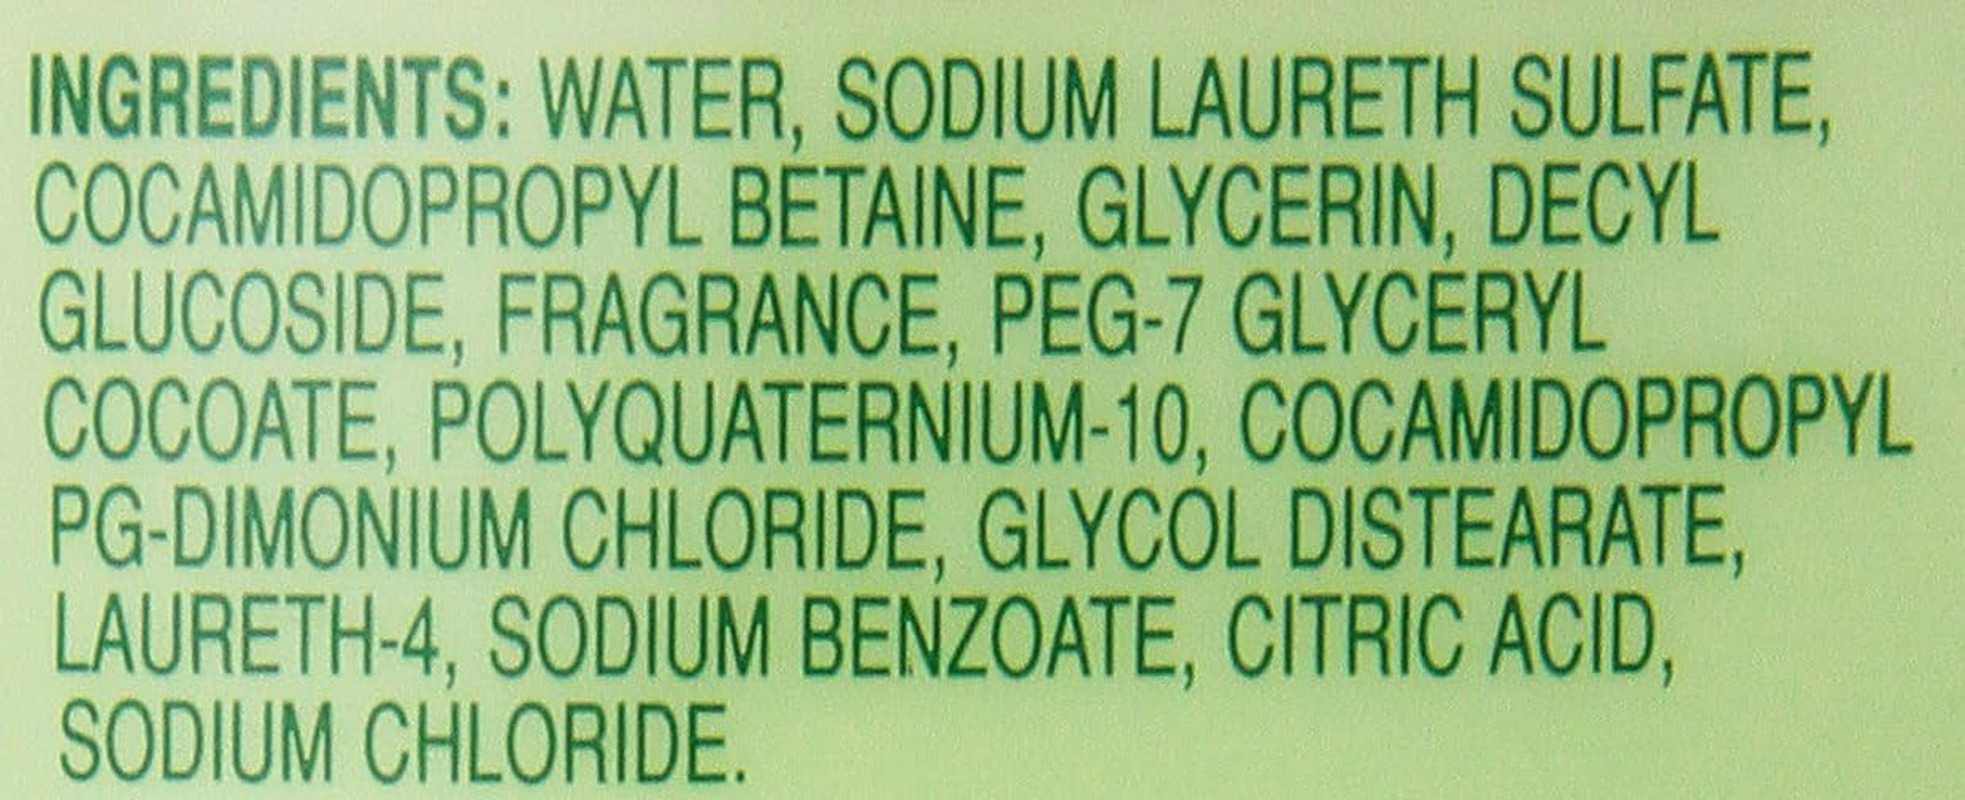 INGREDIENTS: WATER, SODIUM LAURETH SULFATE,
COCAMIDOPROPYL BETAINE, GLYCERIN, DECYL
GLUCOSIDE, FRAGRANCE, PEG-7 GLYCERYL
COCOATE, POLYQUATERNIUM-10, COCAMIDOPROPYL
PG-DIMONIUM CHLORIDE, GLYCOL DISTEARATE,
LAURETH-4, SODIUM BENZOATE, CITRIC ACID,
SODIUM CHLORIDE.